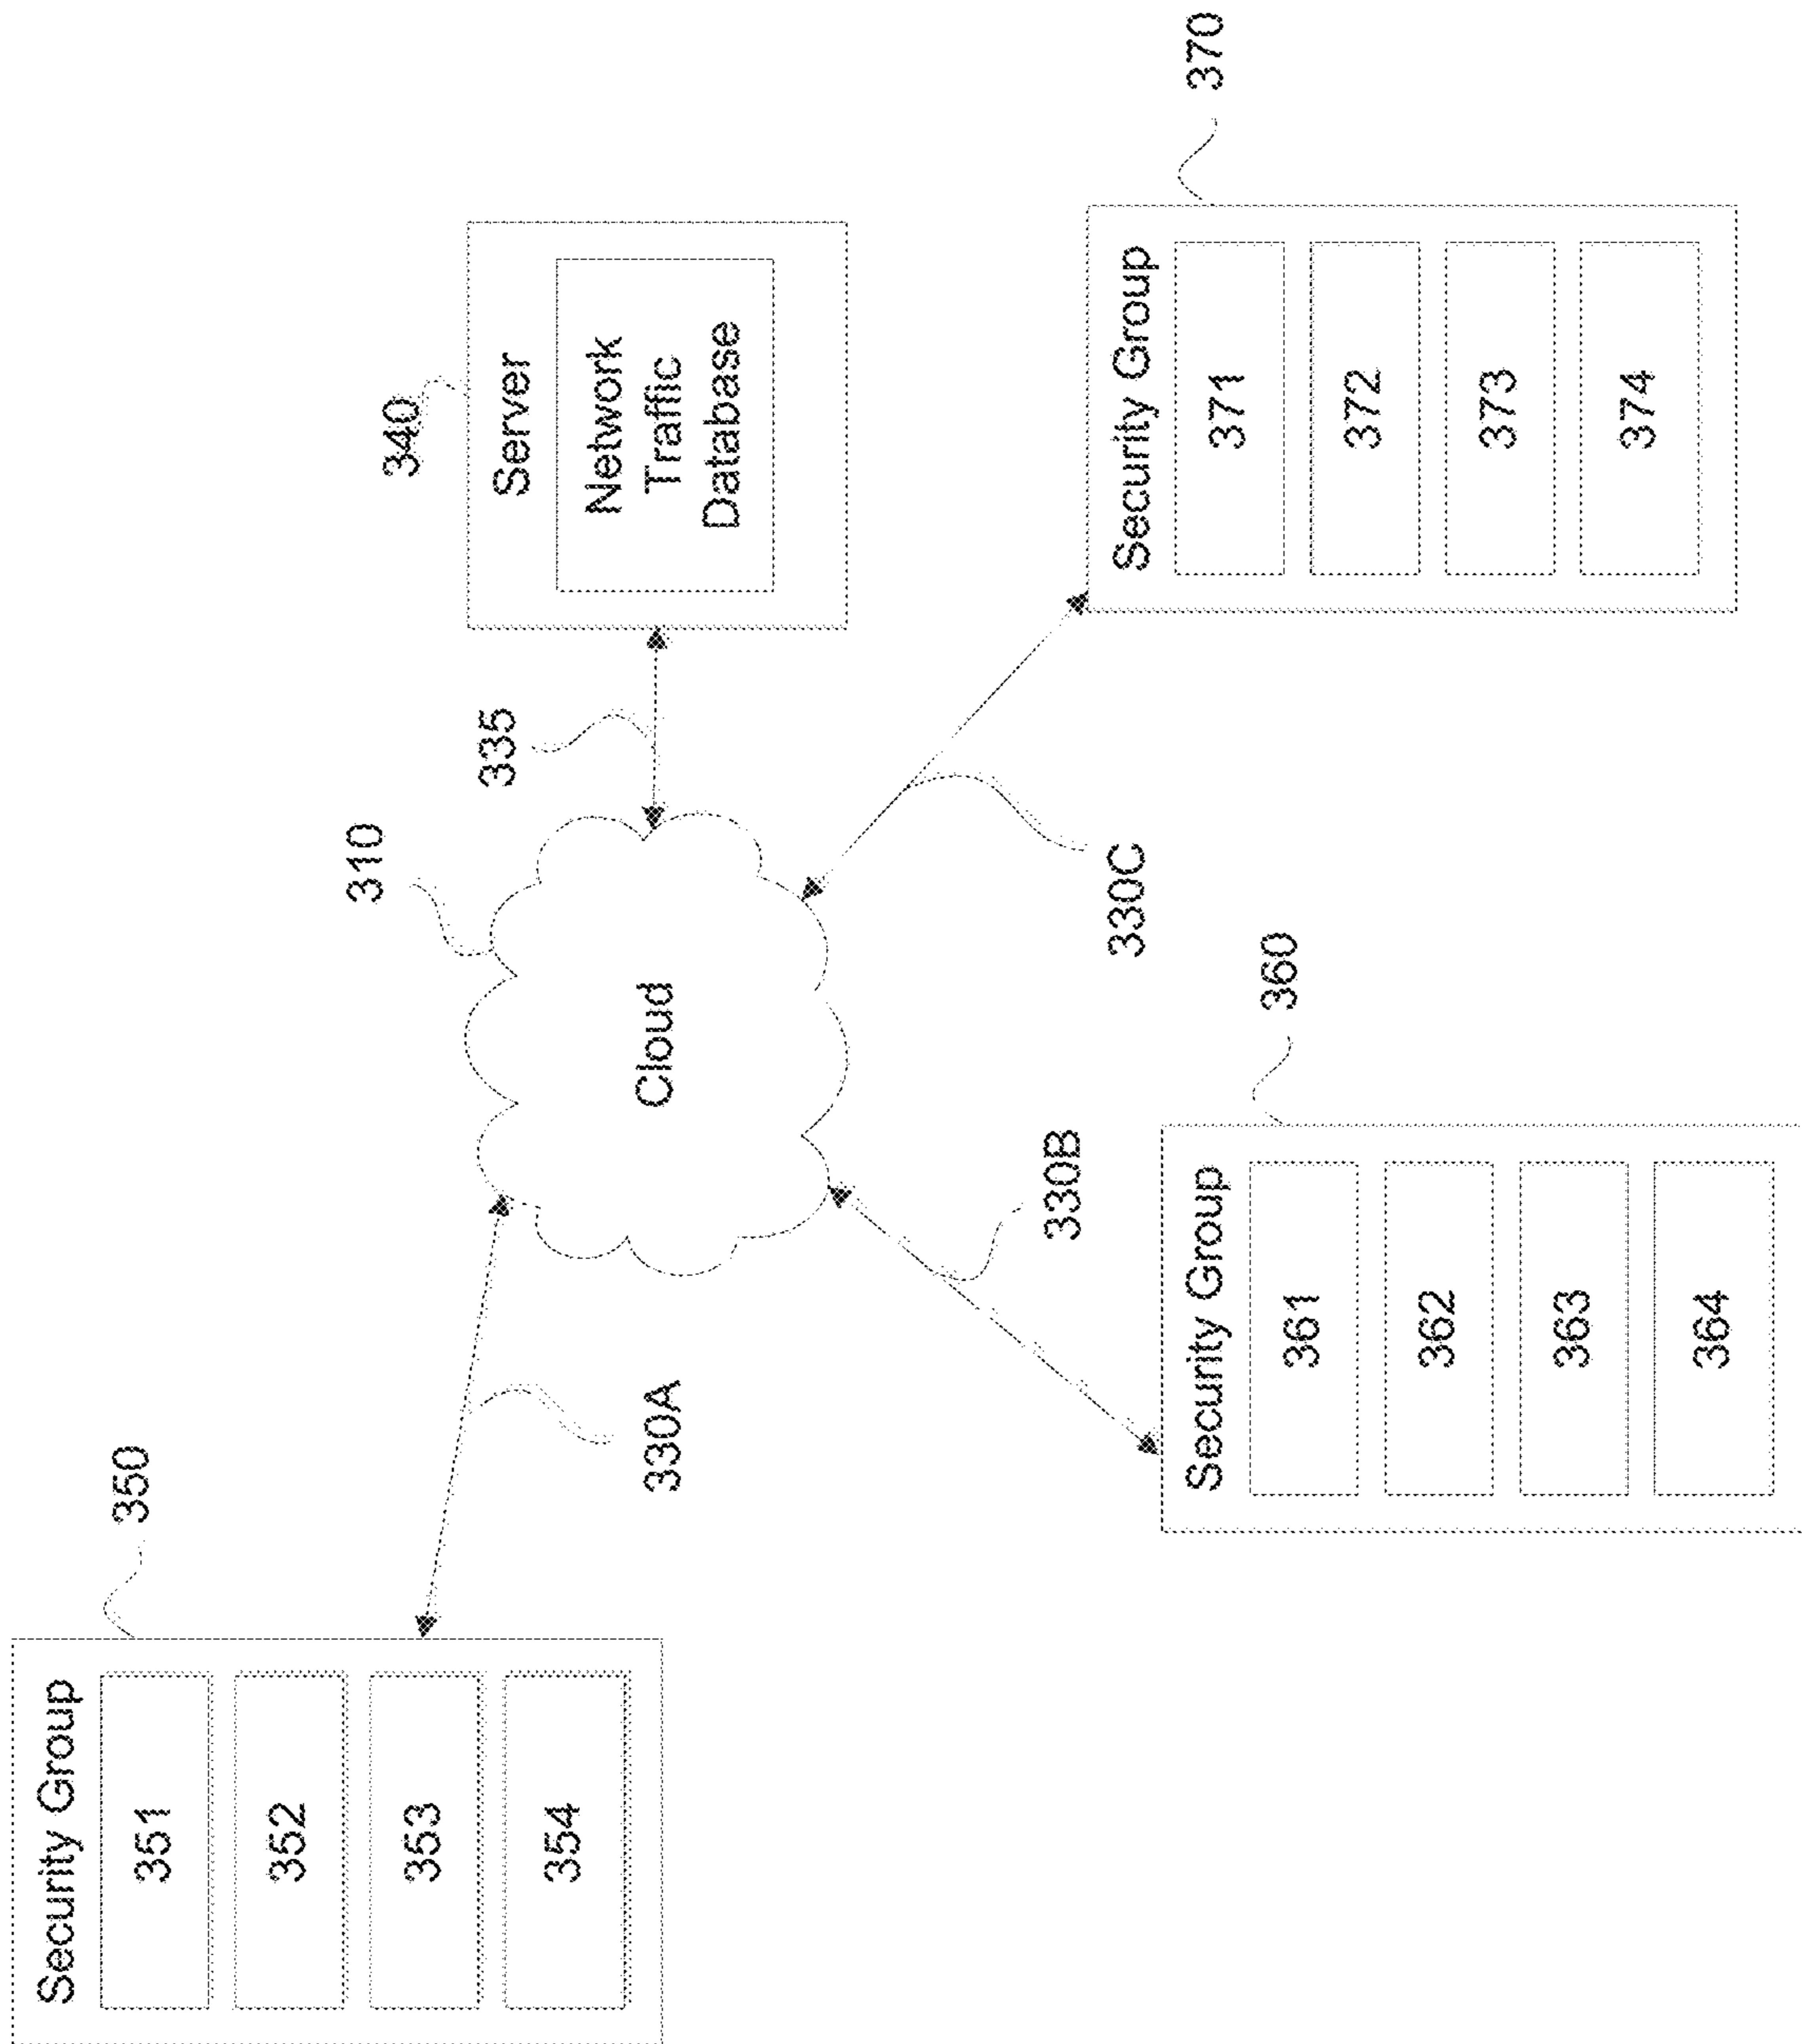 Security Group
351
352
353
354
350
330A
310
Cloud
335
340
Server
Network
Traffic
Database
330B
360
Security Group
361
362
363
364
330C
370
Security Group
371
372
373
374